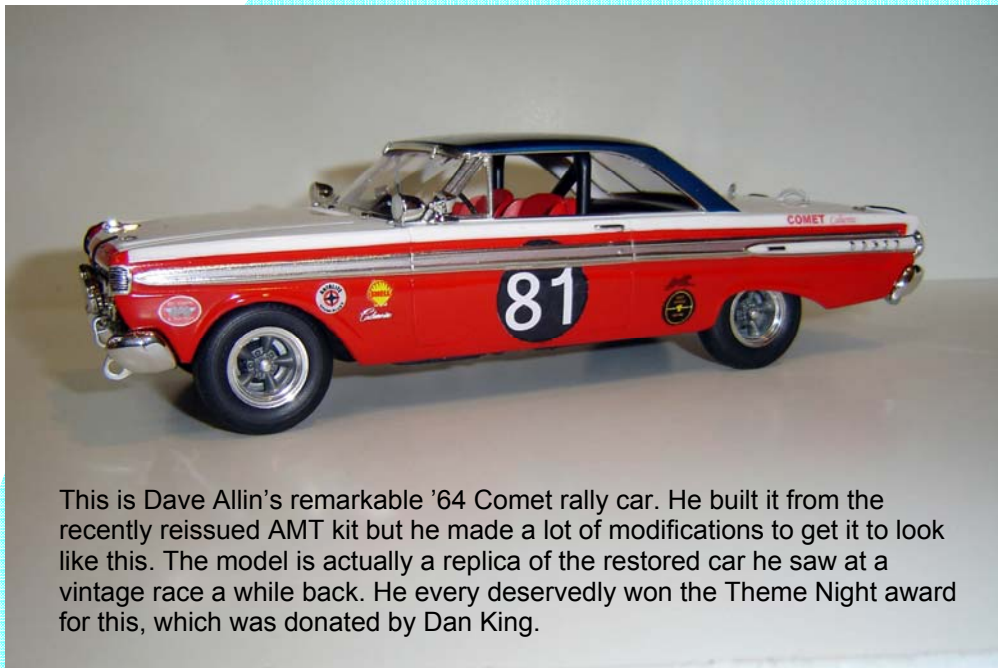 COMET Caliente
81
SHELL
Caliente
This is Dave Allin’s remarkable ’64 Comet rally car. He built it from the
recently reissued AMT kit but he made a lot of modifications to get it to look
like this. The model is actually a replica of the restored car he saw at a
vintage race a while back. He every deservedly won the Theme Night award
for this, which was donated by Dan King.